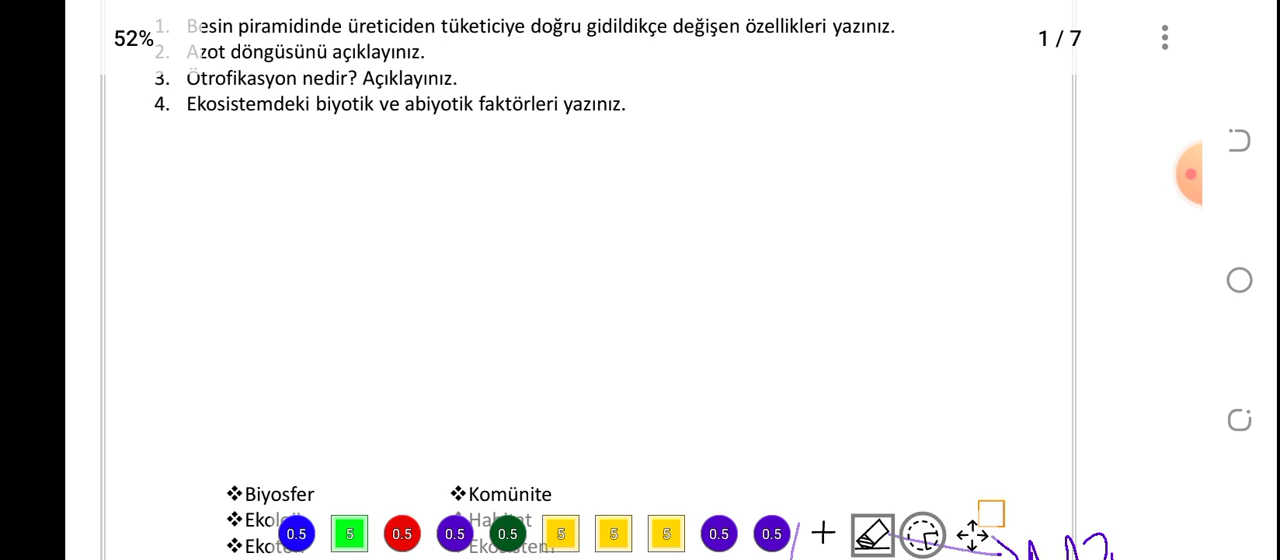 52%
1 / 7
1. Besin piramidinde üreticiden tüketiciye doğru gidildikçe değişen özellikleri yazınız.
2. Azot döngüsünü açıklayınız.
3. Ötrofikasyon nedir? Açıklayınız.
4. Ekosistemdeki biyotik ve abiyotik faktörleri yazınız.
❖Biyosfer ❖Komünite
0.5 5 0.5 0.5 0.5 5 5 5 0.5 0.5